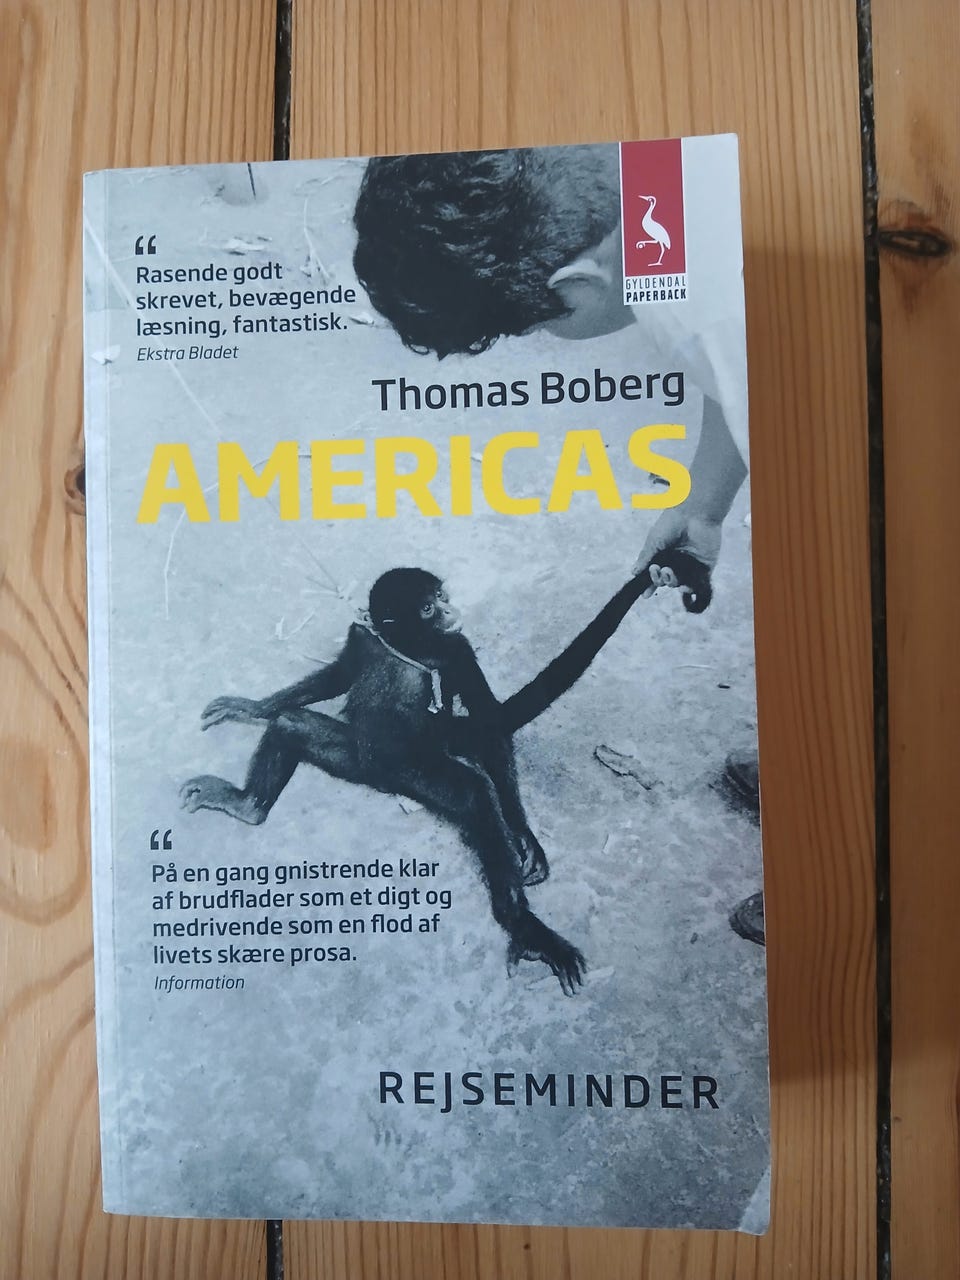 “
Rasende godt
skrevet, bevægende
læsning, fantastisk.
Ekstra Bladet
GYLDENDAL
PAPERBACK
Thomas Boberg
AMERICAS
“
På en gang gnistrende klar
af brudflader som et digt og
medrivende som en flod af
livets skære prosa.
Information
REJSEMINDER